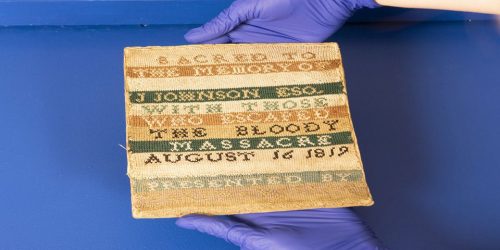 SACRED TO
THE MEMORY OF
J JOHNSON ESQ.
WITH THOSE
WHO ESCAPED
THE BLOODY
MASSACRE
AUGUST 16 1819
PRESENTED BY